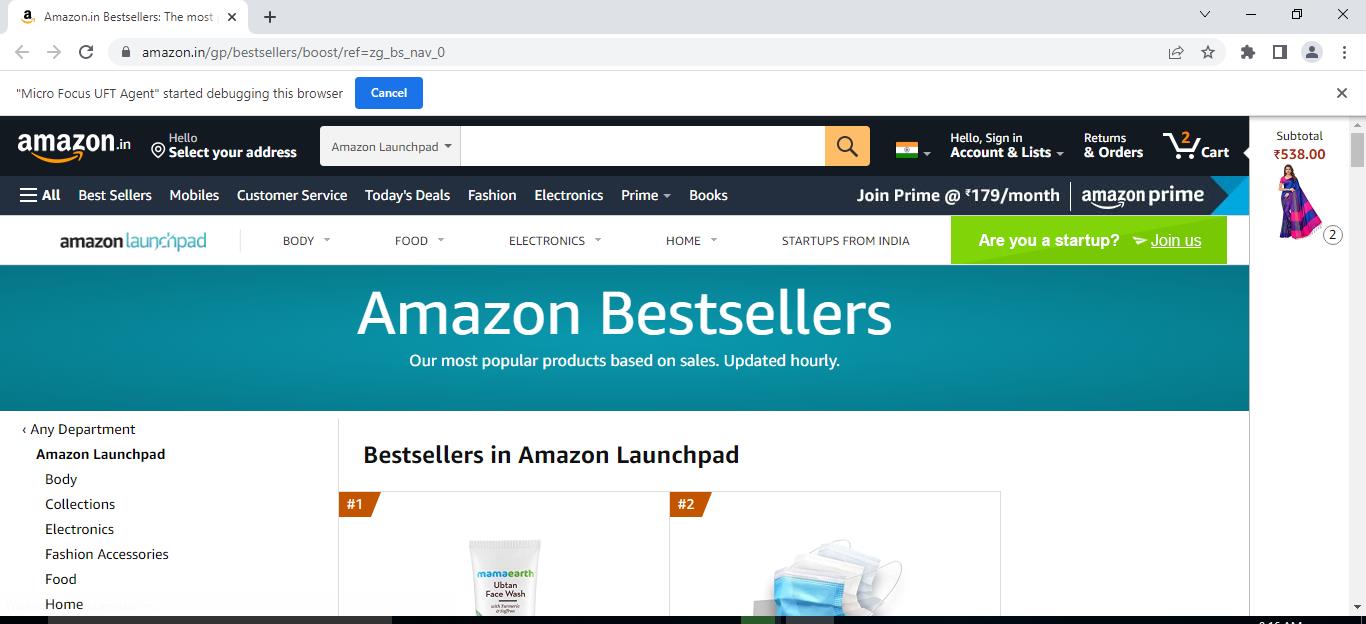 Amazon.in Bestsellers: The most
amazon.in/gp/bestsellers/boost/ref=zg_bs_nav_0
"Micro Focus UFT Agent" started debugging this browser
Cancel
amazon.in
Hello
Select your address
Amazon Launchpad
Hello, Sign in
Account & Lists
Returns
& Orders
2
Cart
Subtotal
₹538.00
2
All
Best Sellers
Mobiles
Customer Service
Today's Deals
Fashion
Electronics
Prime
Books
Join Prime @ ₹179/month
amazon prime
amazon launchpad
BODY
FOOD
ELECTRONICS
HOME
STARTUPS FROM INDIA
Are you a startup?
Join us
Amazon Bestsellers
Our most popular products based on sales. Updated hourly.
‹ Any Department
Amazon Launchpad
Body
Collections
Electronics
Fashion Accessories
Food
Home
Bestsellers in Amazon Launchpad
#1
#2
mamaearth
Ubtan
Face Wash
with Turmeric
& Saffron